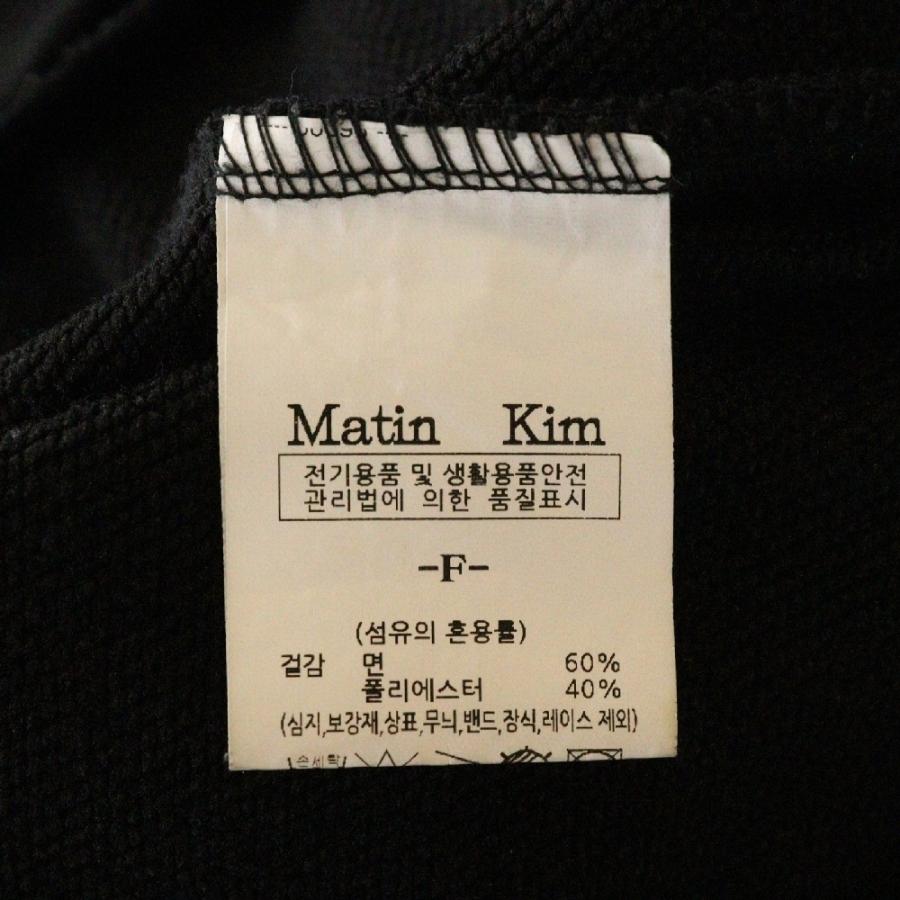 Matin Kim
전기용품 및 생활용품안전
관리법에 의한 품질표시
-F-
(섬유의 혼용률)
겉감 면 60%
폴리에스터 40%
(심지,보강재,상표,무늬,밴드,장식,레이스 제외)
손세탁